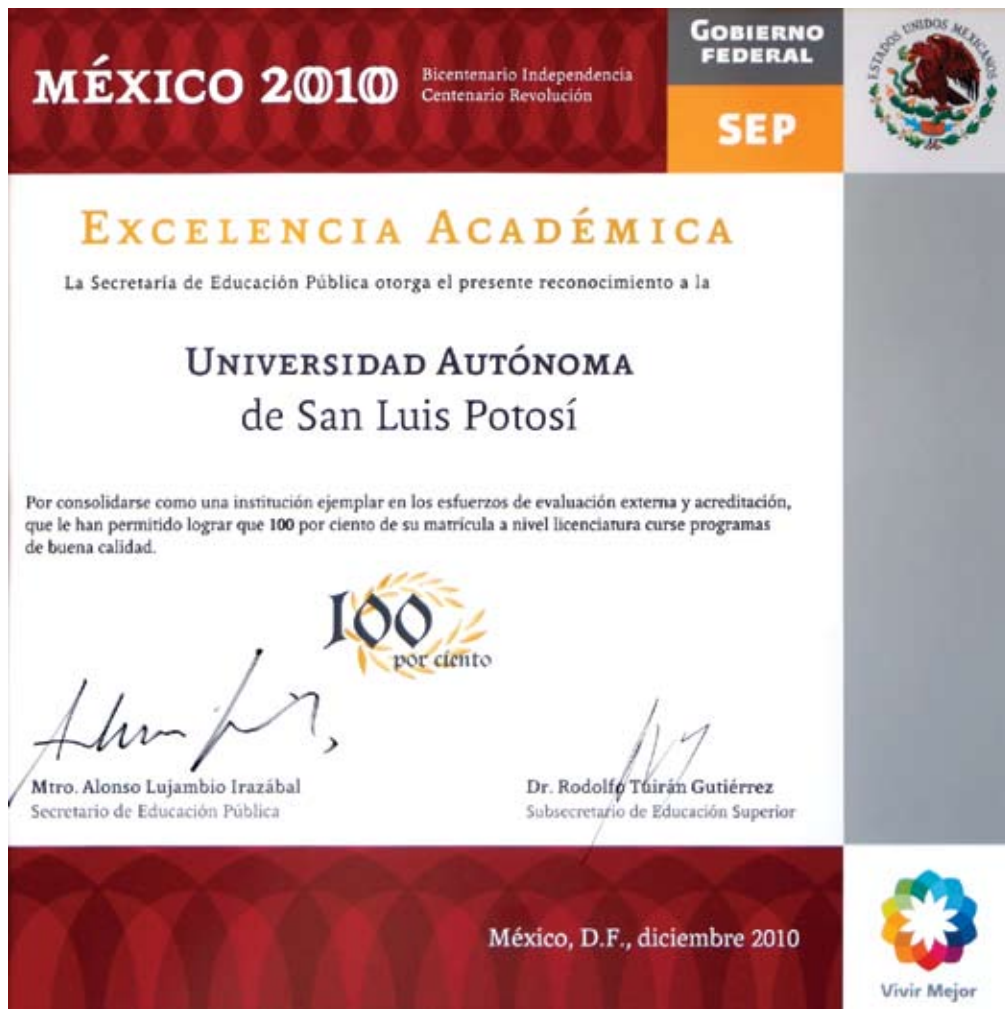 MÉXICO 2010
Bicentenario Independencia
Centenario Revolución
GOBIERNO
FEDERAL
SEP
ESTADOS UNIDOS MEXICANOS
EXCELENCIA ACADÉMICA
La Secretaría de Educación Pública otorga el presente reconocimiento a la
UNIVERSIDAD AUTÓNOMA
de San Luis Potosí
Por consolidarse como una institución ejemplar en los esfuerzos de evaluación externa y acreditación,
que le han permitido lograr que 100 por ciento de su matrícula a nivel licenciatura curse programas
de buena calidad.
100
por ciento
Mtro. Alonso Lujambio Irazábal
Secretario de Educación Pública
Dr. Rodolfo Tuirán Gutiérrez
Subsecretario de Educación Superior
México, D.F., diciembre 2010
Vivir Mejor